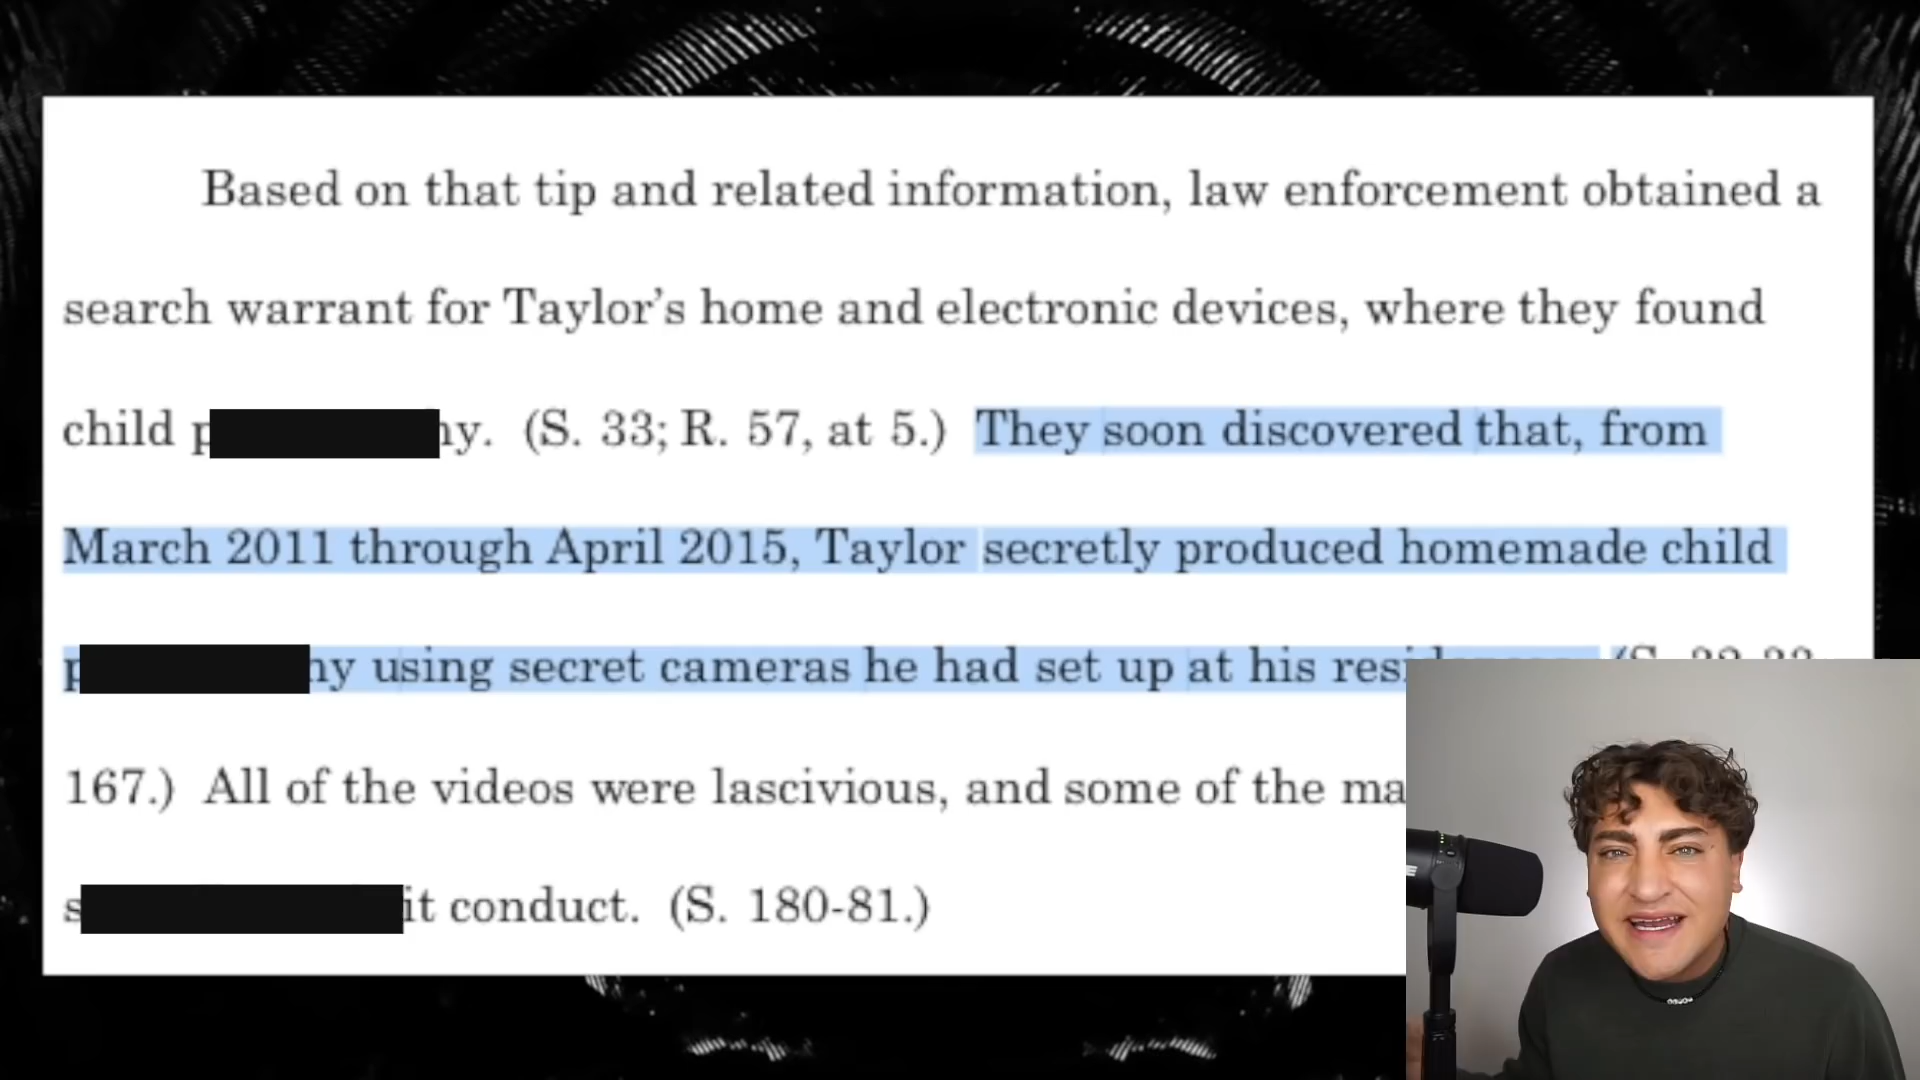 Based on that tip and related information, law enforcement obtained a
search warrant for Taylor's home and electronic devices, where they found
child p hy. (S. 33; R. 57, at 5.) They soon discovered that, from
March 2011 through April 2015, Taylor secretly produced homemade child
p hy using secret cameras he had set up at his
167.) All of the videos were lascivious, and some of the
s it conduct. (S. 180-81.)